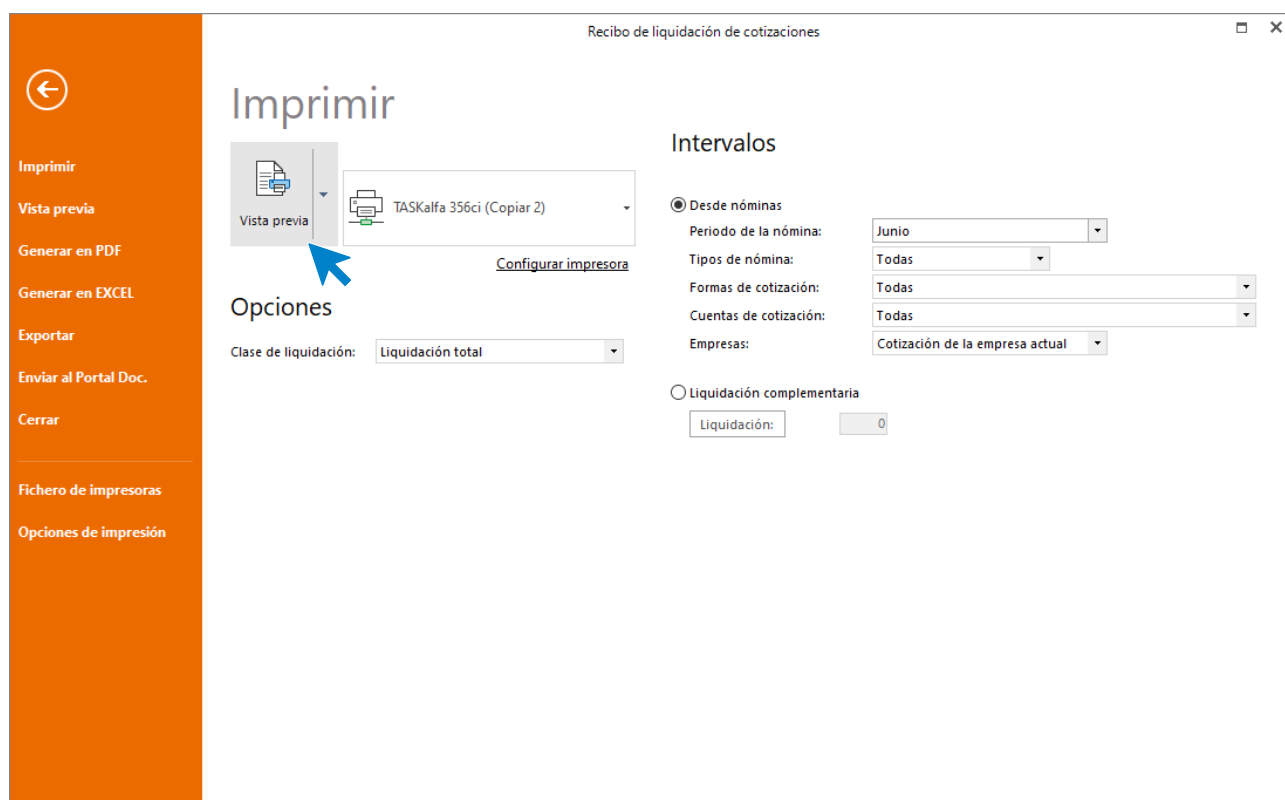 Recibo de liquidación de cotizaciones
Imprimir
Vista previa
Generar en PDF
Generar en EXCEL
Exportar
Enviar al Portal Doc.
Cerrar
Fichero de impresoras
Opciones de impresión
Imprimir
Vista previa
TASKalfa 356ci (Copiar 2)
Configurar impresora
Opciones
Clase de liquidación: Liquidación total
Intervalos
Desde nóminas
Periodo de la nómina: Junio
Tipos de nómina: Todas
Formas de cotización: Todas
Cuentas de cotización: Todas
Empresas: Cotización de la empresa actual
Liquidación complementaria
Liquidación: 0